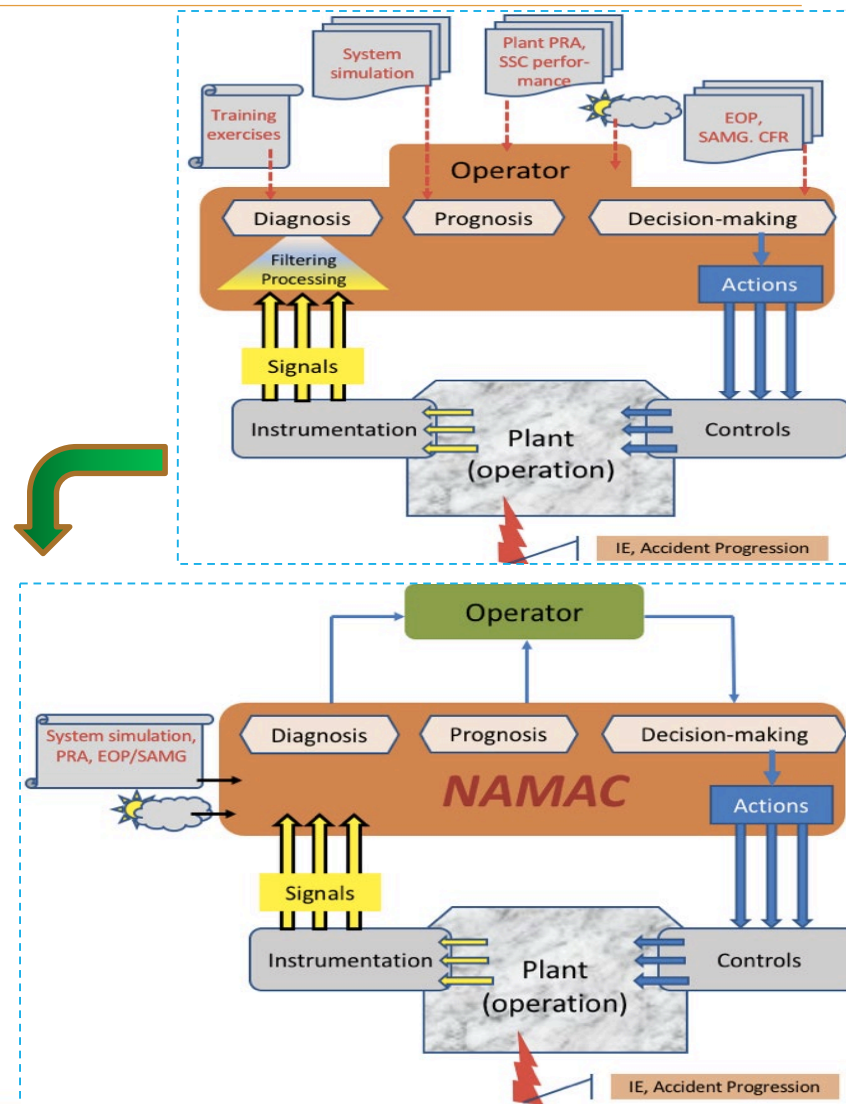 System
simulation
Plant PRA,
SSC perfor-
mance
Training
exercises
EOP,
SAMG. CFR
Operator
Diagnosis
Prognosis
Decision-making
Filtering
Processing
Actions
Signals
Instrumentation
Plant
(operation)
Controls
IE, Accident Progression
Operator
System simulation,
PRA, EOP/SAMG
Diagnosis
Prognosis
Decision-making
NAMAC
Actions
Signals
Instrumentation
Plant
(operation)
Controls
IE, Accident Progression